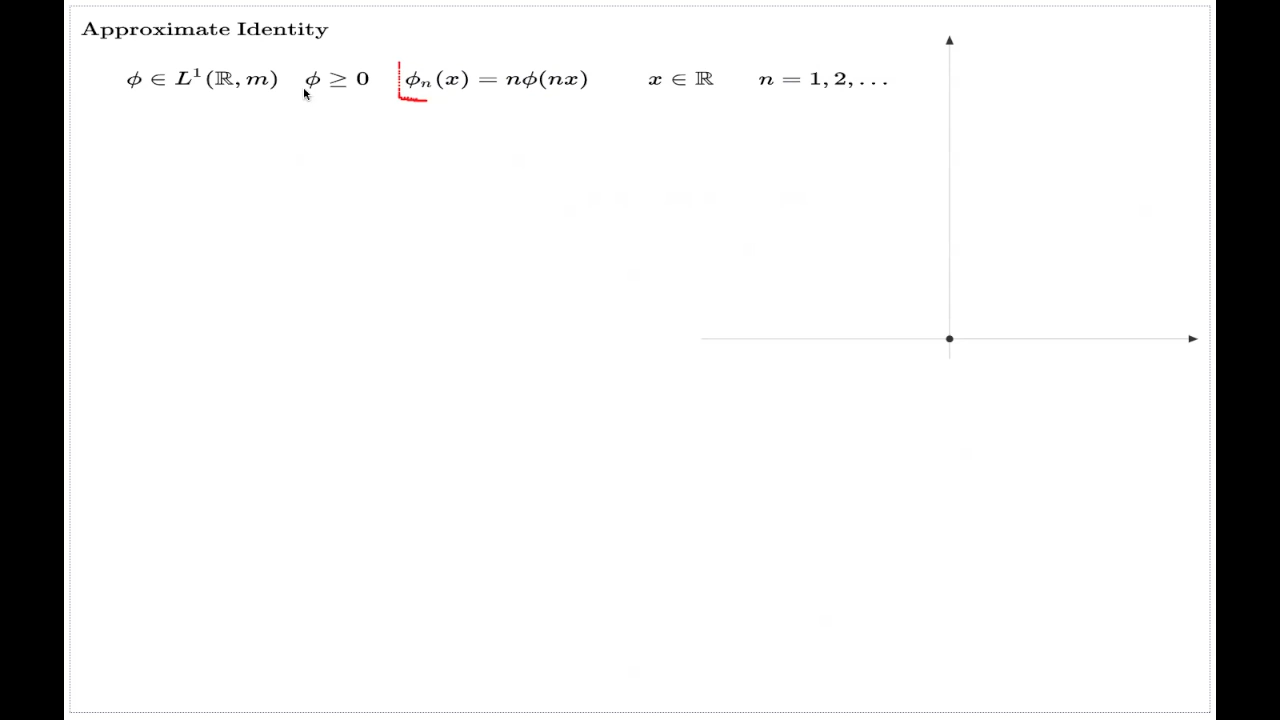 Approximate Identity
ϕ ∈ L¹(ℝ, m) ϕ ≥ 0 ϕₙ(x) = nϕ(nx) x ∈ ℝ n = 1, 2, . . .